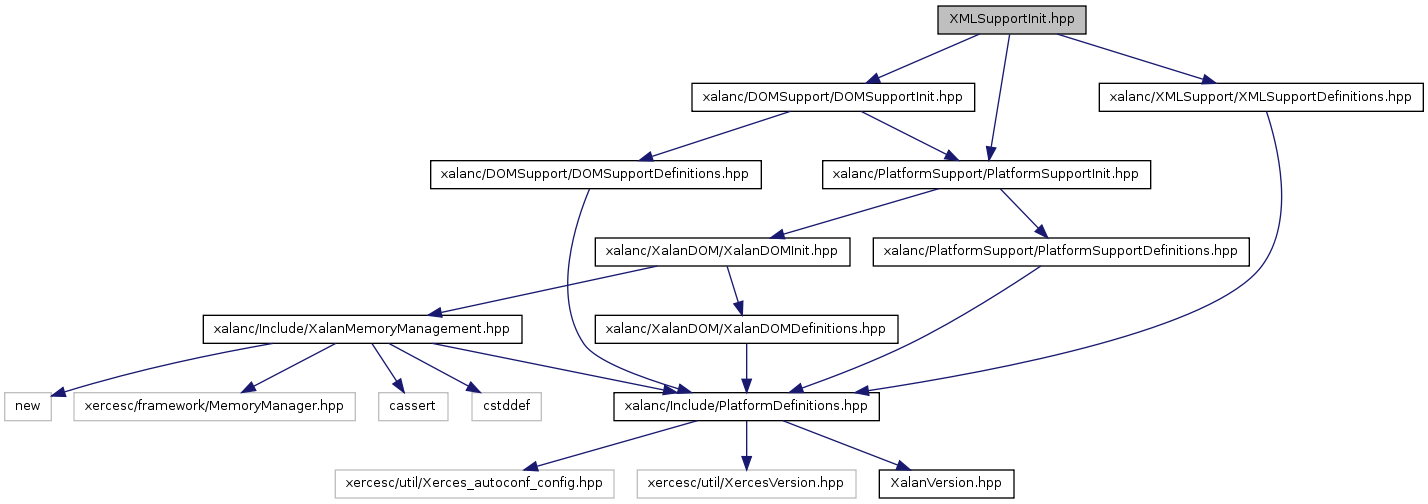 XMLSupportInit.hpp
xalanc/DOMSupport/DOMSupportInit.hpp
xalanc/XMLSupport/XMLSupportDefinitions.hpp
xalanc/DOMSupport/DOMSupportDefinitions.hpp
xalanc/PlatformSupport/PlatformSupportInit.hpp
xalanc/XalanDOM/XalanDOMInit.hpp
xalanc/PlatformSupport/PlatformSupportDefinitions.hpp
xalanc/Include/XalanMemoryManagement.hpp
xalanc/XalanDOM/XalanDOMDefinitions.hpp
new
xercesc/framework/MemoryManager.hpp
cassert
cstddef
xalanc/Include/PlatformDefinitions.hpp
xercesc/util/Xerces_autoconf_config.hpp
xercesc/util/XercesVersion.hpp
XalanVersion.hpp